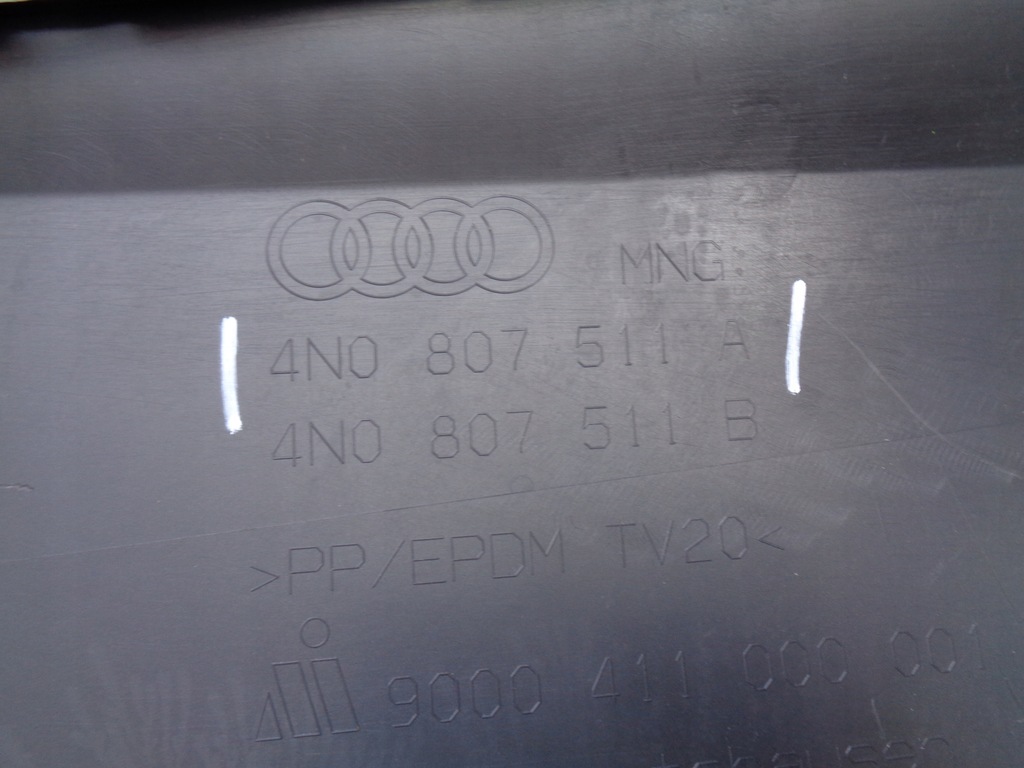 MNG:
4N0 807 511 A
4N0 807 511 B
>PP/EPDM TV20<
9000 411 000 001